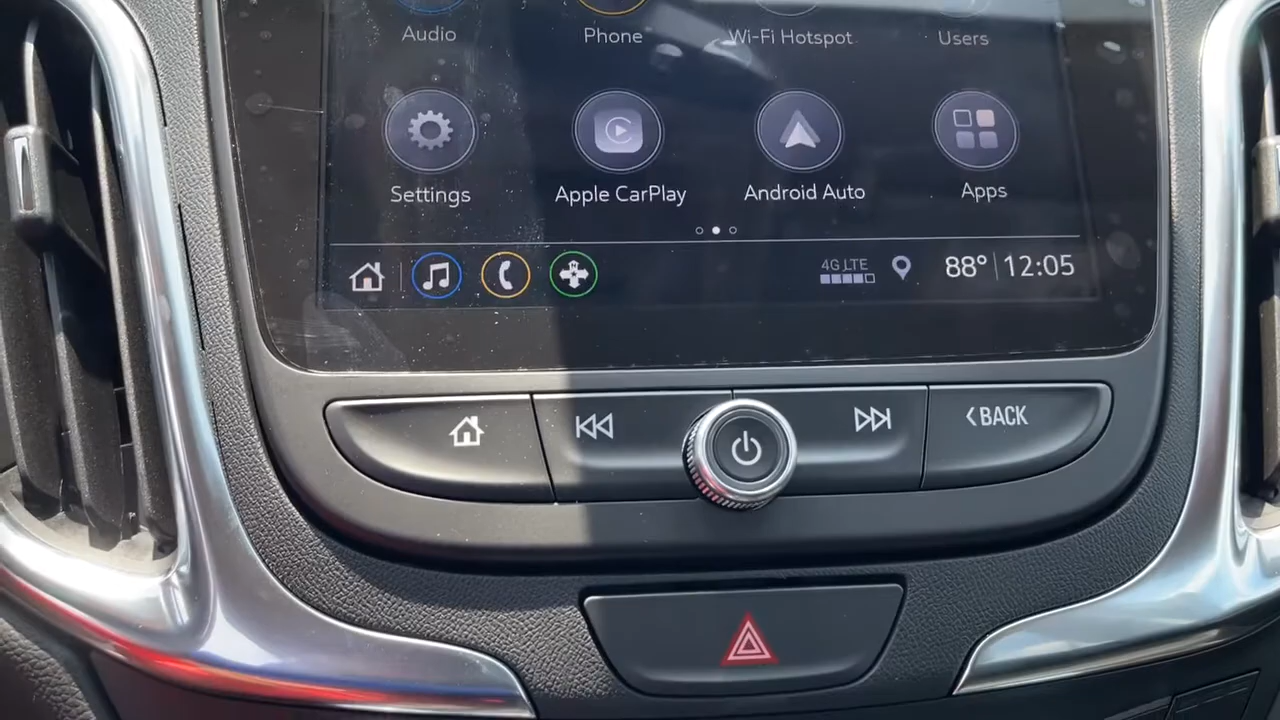 Audio Phone Wi-Fi Hotspot Users
Settings Apple CarPlay Android Auto Apps
4G LTE 88° 12:05
BACK